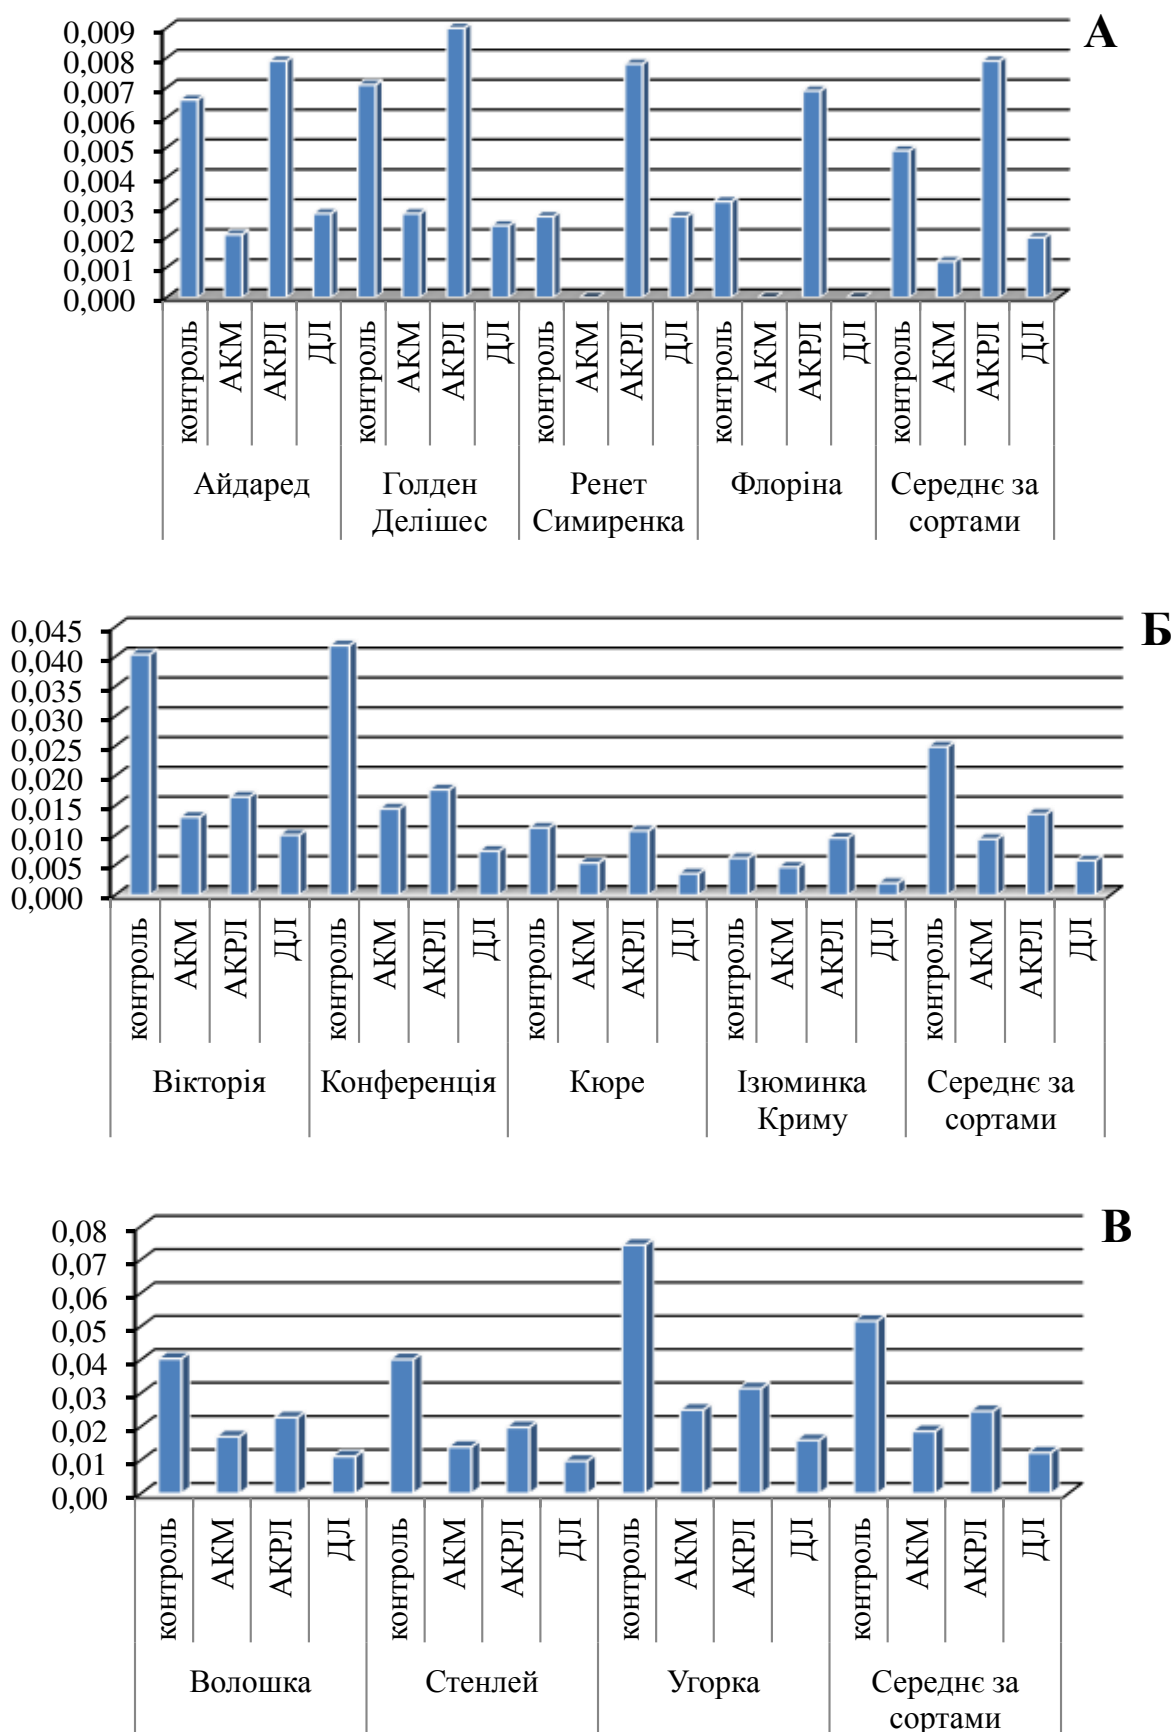 А
0,009
0,008
0,007
0,006
0,005
0,004
0,003
0,002
0,001
0,000
контроль АКМ АКРЛ ДЛ контроль АКМ АКРЛ ДЛ контроль АКМ АКРЛ ДЛ контроль АКМ АКРЛ ДЛ контроль АКМ АКРЛ ДЛ
Айдаред Голден Ренет Флоріна Середнє за
Делішес Симиренка сортами
Б
0,045
0,040
0,035
0,030
0,025
0,020
0,015
0,010
0,005
0,000
контроль АКМ АКРЛ ДЛ контроль АКМ АКРЛ ДЛ контроль АКМ АКРЛ ДЛ контроль АКМ АКРЛ ДЛ контроль АКМ АКРЛ ДЛ
Вікторія Конференція Кюре Ізюминка Середнє за
Криму сортами
В
0,08
0,07
0,06
0,05
0,04
0,03
0,02
0,01
0,00
контроль АКМ АКРЛ ДЛ контроль АКМ АКРЛ ДЛ контроль АКМ АКРЛ ДЛ контроль АКМ АКРЛ ДЛ
Волошка Стенлей Угорка Середнє за
сортами